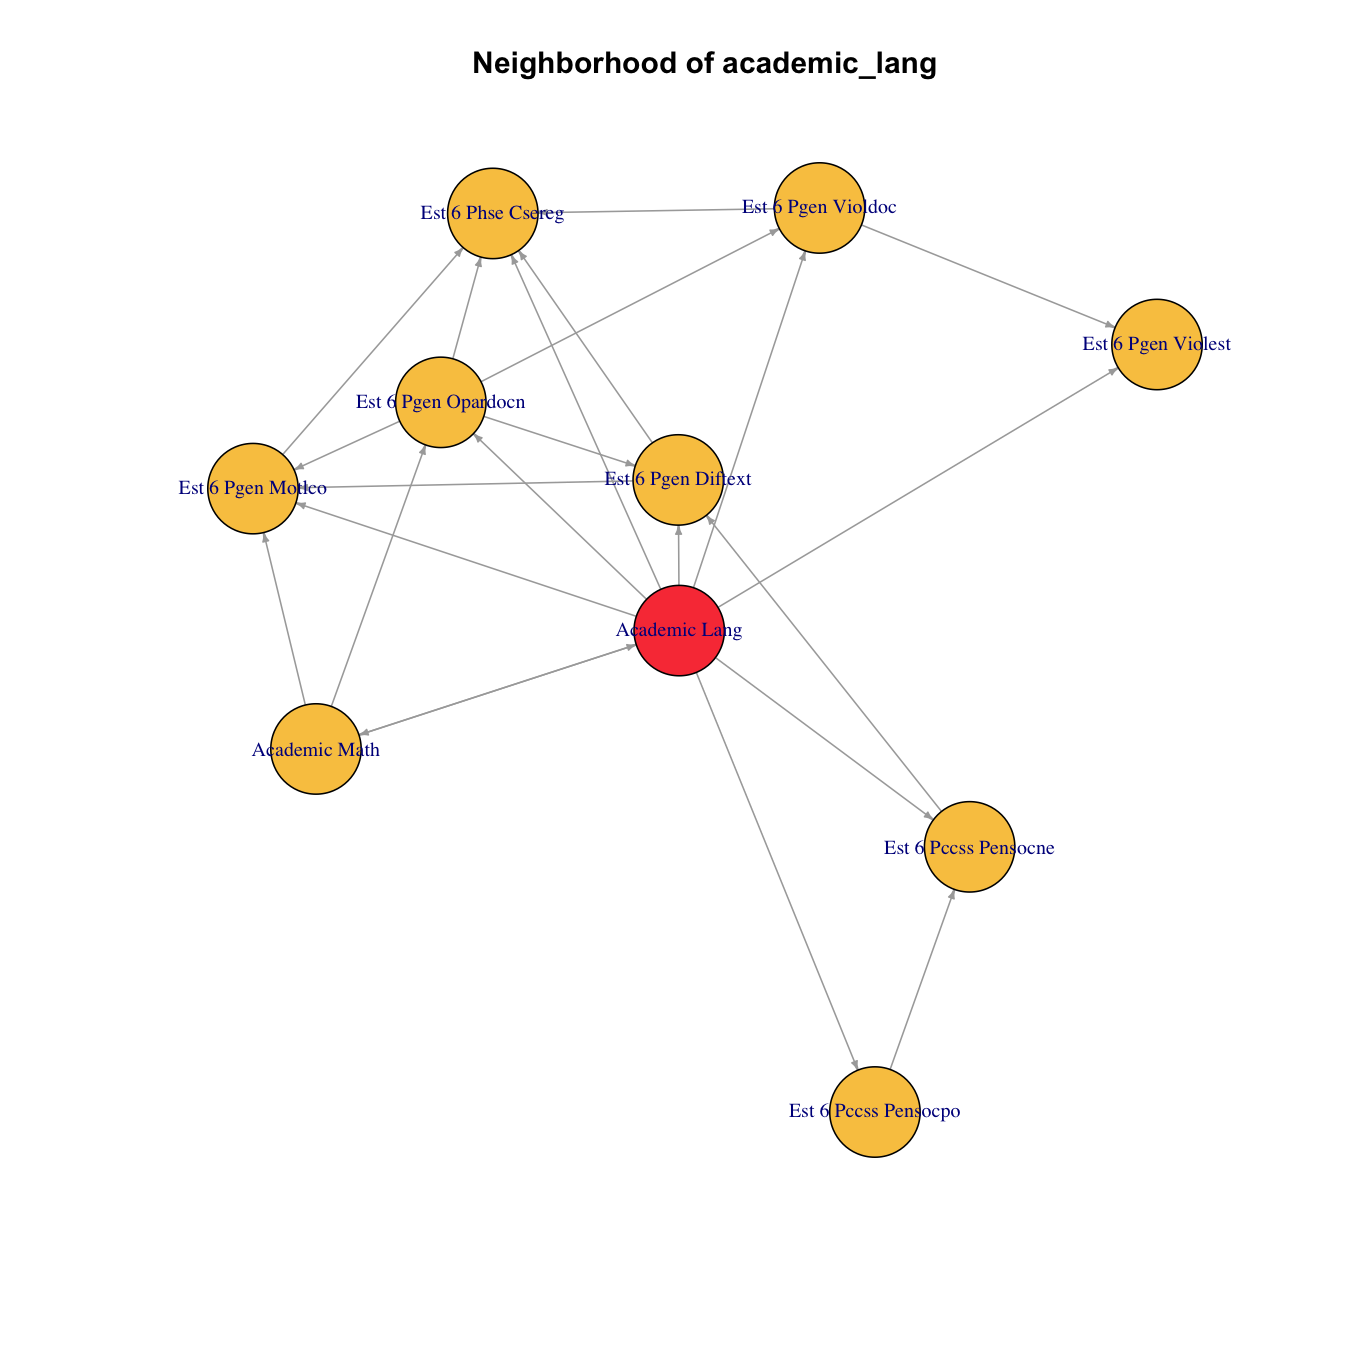 Neighborhood of academic_lang
Est 6 Pgen Violdoc
Est 6 Phse Csereg
Est 6 Pgen Violest
Est 6 Pgen Opardocn
Est 6 Pgen Diftext
Est 6 Pgen Motlco
Academic Lang
Academic Math
Est 6 Pccss Pensocne
Est 6 Pccss Pensocpo